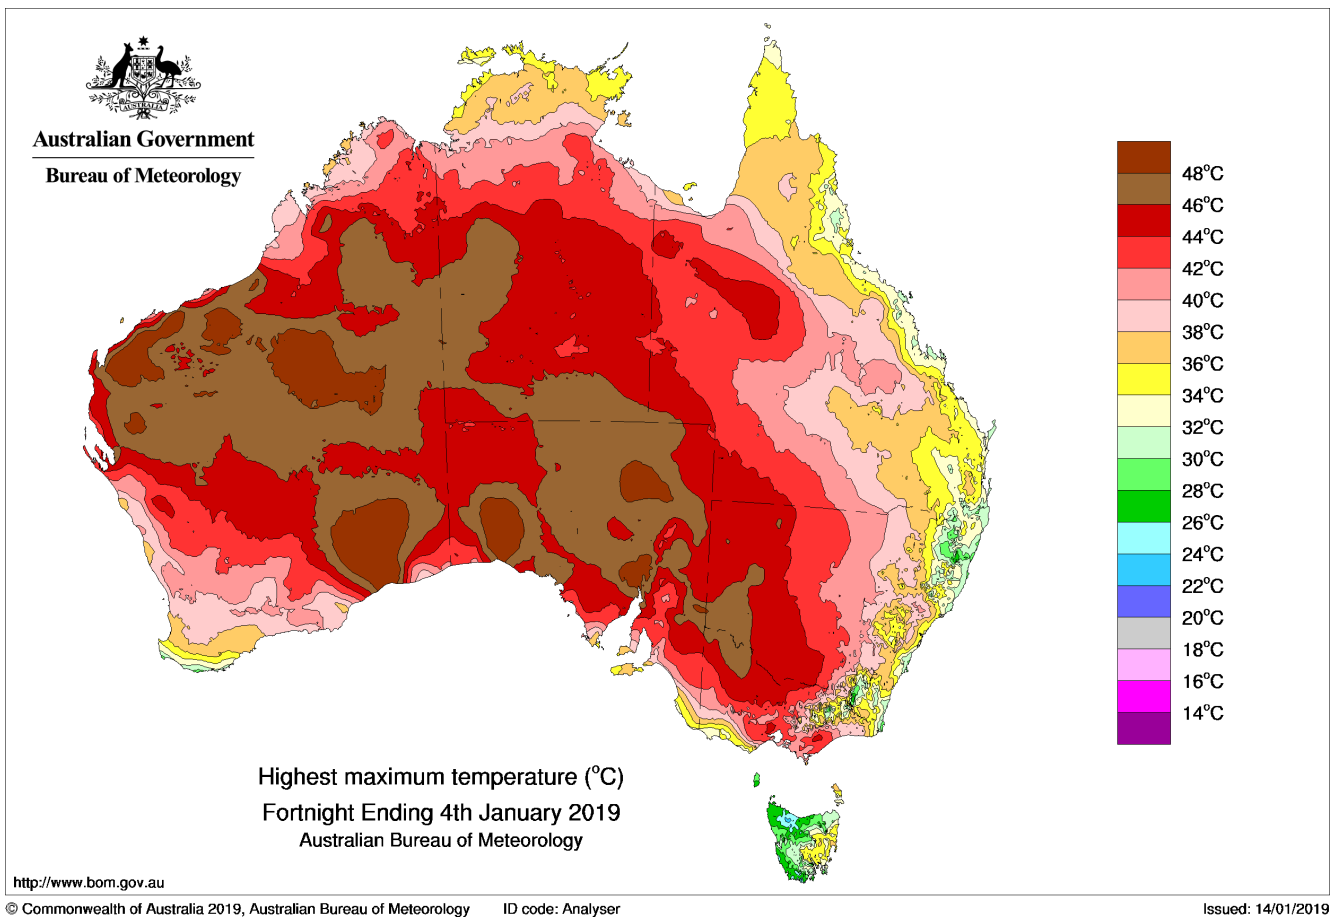 AUSTRALIA
Australian Government
Bureau of Meteorology
48°C
46°C
44°C
42°C
40°C
38°C
36°C
34°C
32°C
30°C
28°C
26°C
24°C
22°C
20°C
18°C
16°C
14°C
Highest maximum temperature (°C)
Fortnight Ending 4th January 2019
Australian Bureau of Meteorology
http://www.bom.gov.au
© Commonwealth of Australia 2019, Australian Bureau of Meteorology ID code: Analyser Issued: 14/01/2019